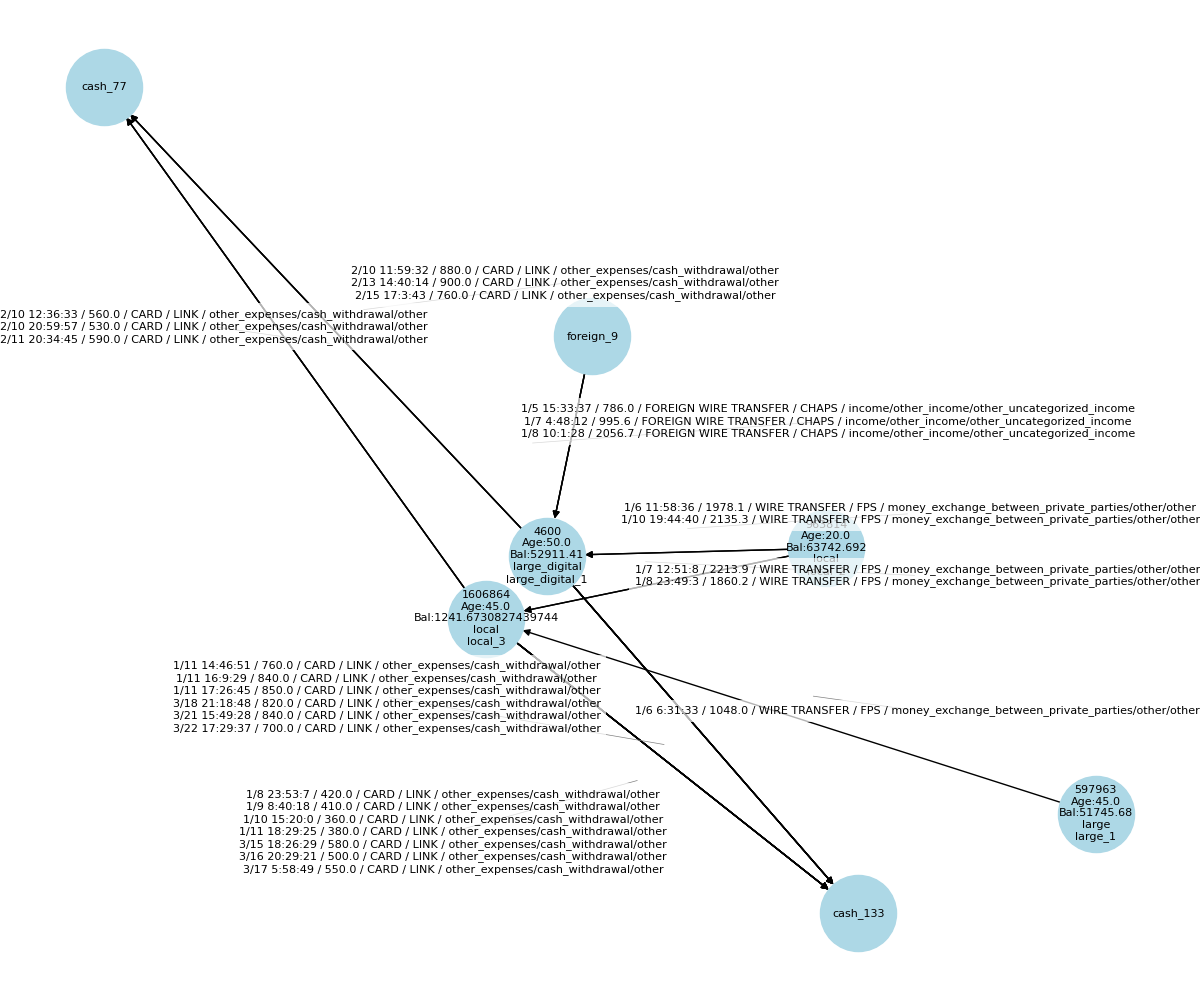 cash_77
2/10 11:59:32 / 880.0 / CARD / LINK / other_expenses/cash_withdrawal/other
2/13 14:40:14 / 900.0 / CARD / LINK / other_expenses/cash_withdrawal/other
2/15 17:3:43 / 760.0 / CARD / LINK / other_expenses/cash_withdrawal/other
2/10 12:36:33 / 560.0 / CARD / LINK / other_expenses/cash_withdrawal/other
2/10 20:59:57 / 530.0 / CARD / LINK / other_expenses/cash_withdrawal/other
2/11 20:34:45 / 590.0 / CARD / LINK / other_expenses/cash_withdrawal/other
foreign_9
1/5 15:33:37 / 786.0 / FOREIGN WIRE TRANSFER / CHAPS / income/other_income/other_uncategorized_income
1/7 4:48:12 / 995.6 / FOREIGN WIRE TRANSFER / CHAPS / income/other_income/other_uncategorized_income
1/8 10:1:28 / 2056.7 / FOREIGN WIRE TRANSFER / CHAPS / income/other_income/other_uncategorized_income
1/6 11:58:36 / 1978.1 / WIRE TRANSFER / FPS / money_exchange_between_private_parties/other/other
1/10 19:44:40 / 2135.3 / WIRE TRANSFER / FPS / money_exchange_between_private_parties/other/other
Age:20.0
Bal:63742.692
local
4600
Age:50.0
Bal:52911.41
large_digital
large_digital_1
1/7 12:51:8 / 2213.9 / WIRE TRANSFER / FPS / money_exchange_between_private_parties/other/other
1/8 23:49:3 / 1860.2 / WIRE TRANSFER / FPS / money_exchange_between_private_parties/other/other
1606864
Age:45.0
Bal:1241.6730827439744
local
local_3
1/11 14:46:51 / 760.0 / CARD / LINK / other_expenses/cash_withdrawal/other
1/11 16:9:29 / 840.0 / CARD / LINK / other_expenses/cash_withdrawal/other
1/11 17:26:45 / 850.0 / CARD / LINK / other_expenses/cash_withdrawal/other
3/18 21:18:48 / 820.0 / CARD / LINK / other_expenses/cash_withdrawal/other
3/21 15:49:28 / 840.0 / CARD / LINK / other_expenses/cash_withdrawal/other
3/22 17:29:37 / 700.0 / CARD / LINK / other_expenses/cash_withdrawal/other
1/6 6:31:33 / 1048.0 / WIRE TRANSFER / FPS / money_exchange_between_private_parties/other/other
597963
Age:45.0
Bal:51745.68
large
large_1
1/8 23:53:7 / 420.0 / CARD / LINK / other_expenses/cash_withdrawal/other
1/9 8:40:18 / 410.0 / CARD / LINK / other_expenses/cash_withdrawal/other
1/10 15:20:0 / 360.0 / CARD / LINK / other_expenses/cash_withdrawal/other
1/11 18:29:25 / 380.0 / CARD / LINK / other_expenses/cash_withdrawal/other
3/15 18:26:29 / 580.0 / CARD / LINK / other_expenses/cash_withdrawal/other
3/16 20:29:21 / 500.0 / CARD / LINK / other_expenses/cash_withdrawal/other
3/17 5:58:49 / 550.0 / CARD / LINK / other_expenses/cash_withdrawal/other
cash_133